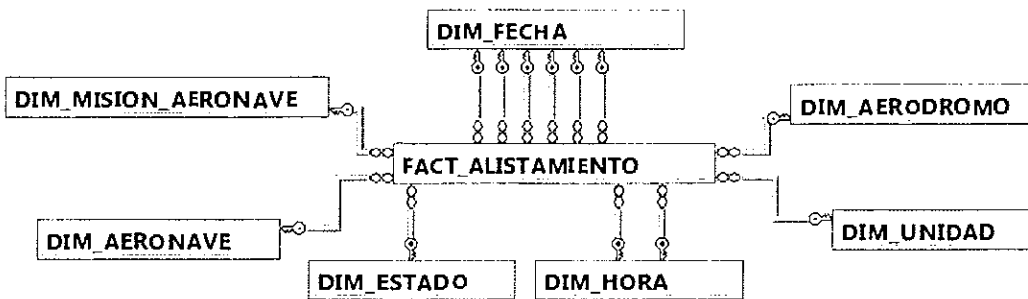 DIM_FECHA
DIM_MISION_AERONAVE
DIM_AERODROMO
FACT_ALISTAMIENTO
DIM_AERONAVE
DIM_UNIDAD
DIM_ESTADO
DIM_HORA